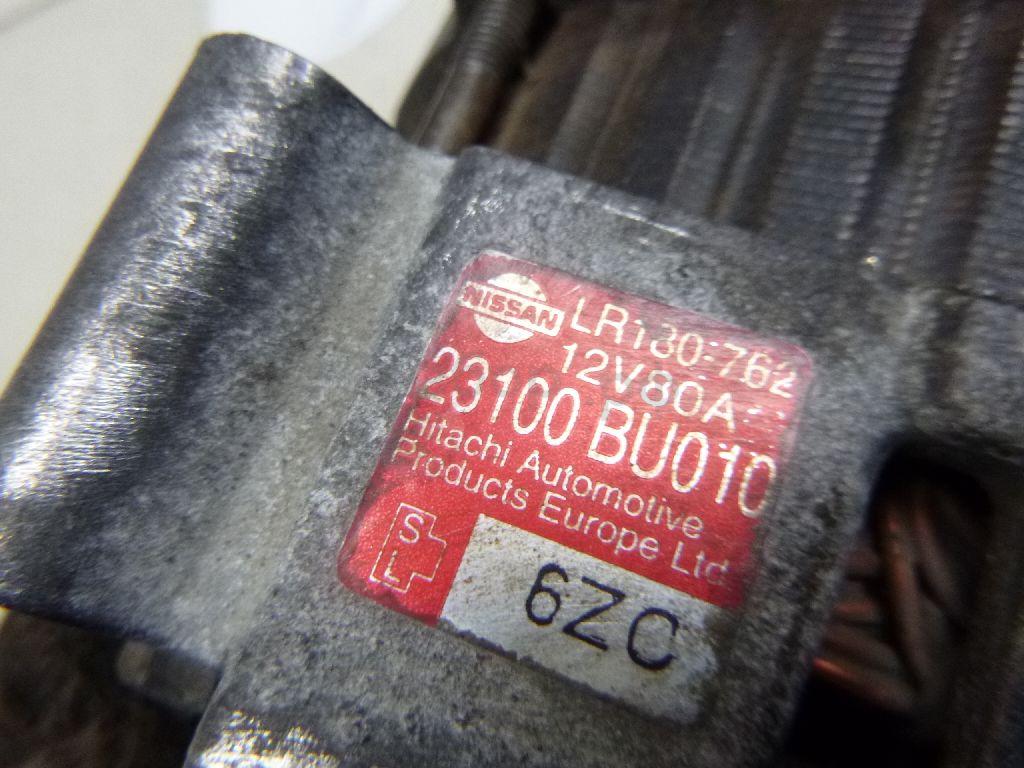 NISSAN
LR180-762
12V80A
23100 BU010
Hitachi Automotive
Products Europe Ltd
S
L
6ZC